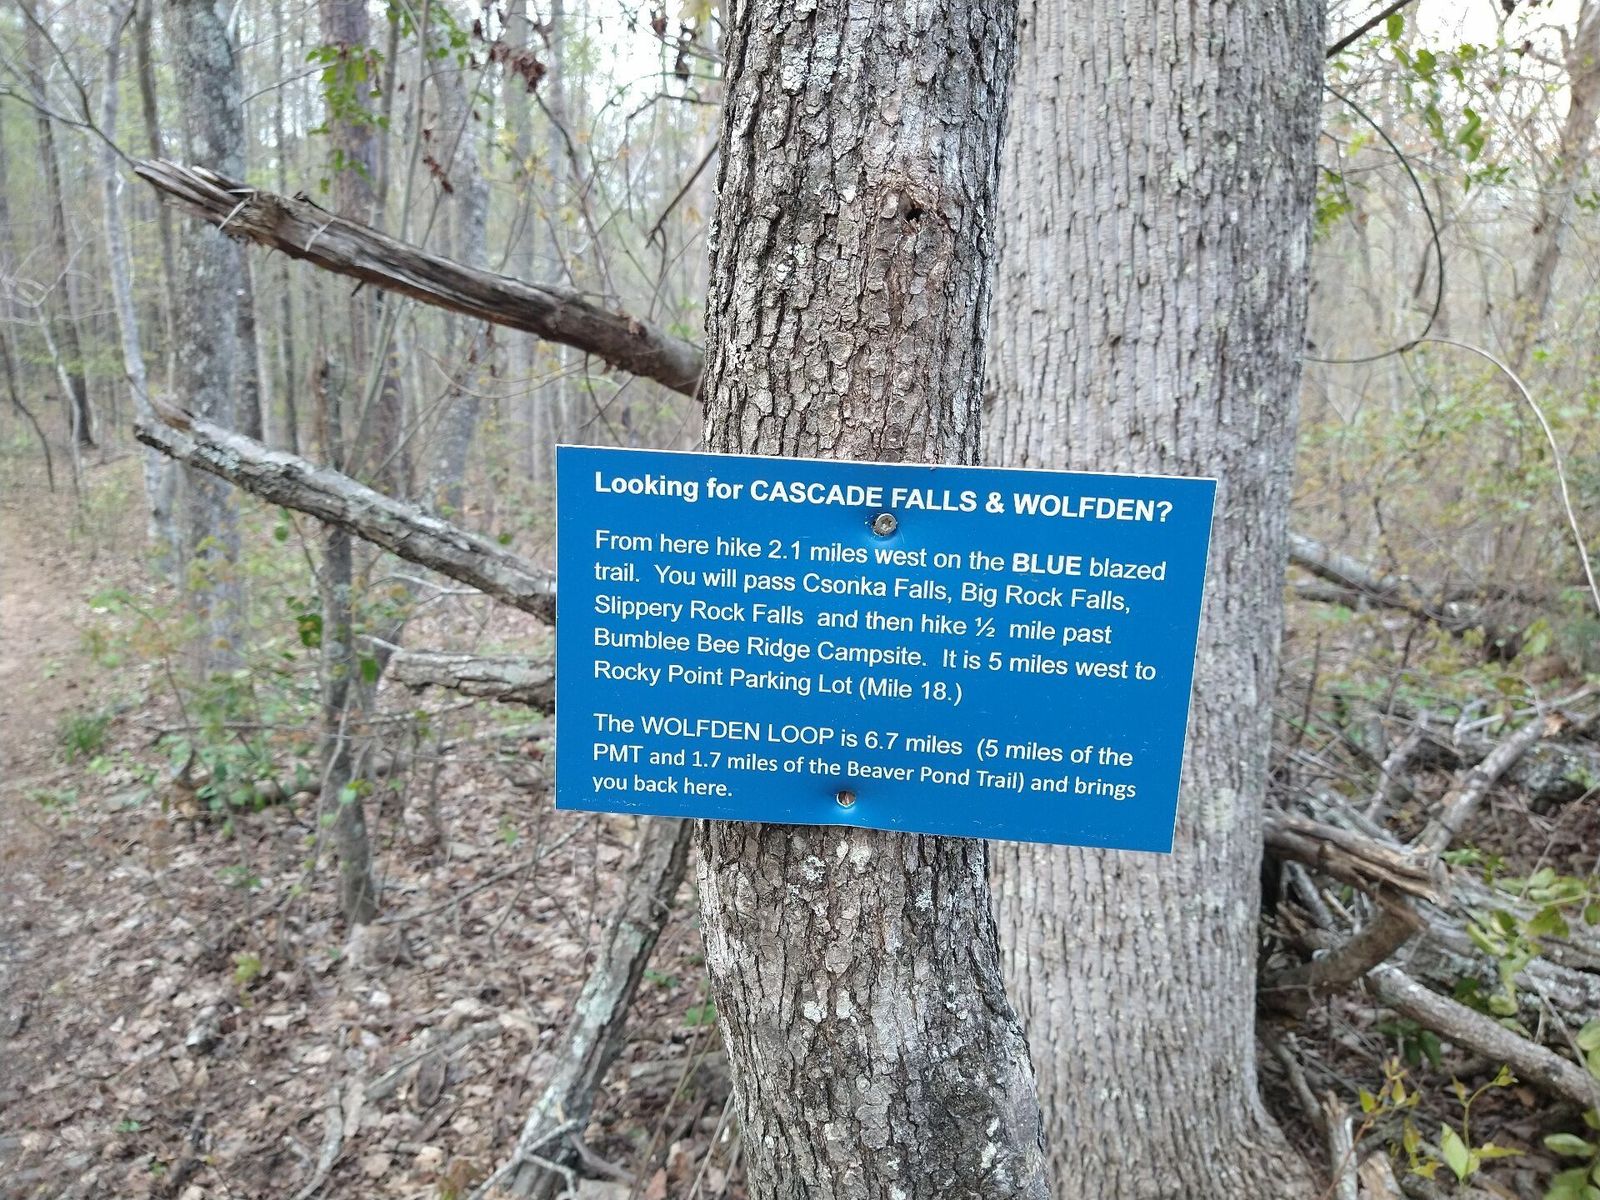 Looking for CASCADE FALLS & WOLFDEN?
From here hike 2.1 miles west on the BLUE blazed
trail. You will pass Csonka Falls, Big Rock Falls,
Slippery Rock Falls and then hike ½ mile past
Bumblee Bee Ridge Campsite. It is 5 miles west to
Rocky Point Parking Lot (Mile 18.)
The WOLFDEN LOOP is 6.7 miles (5 miles of the
PMT and 1.7 miles of the Beaver Pond Trail) and brings
you back here.